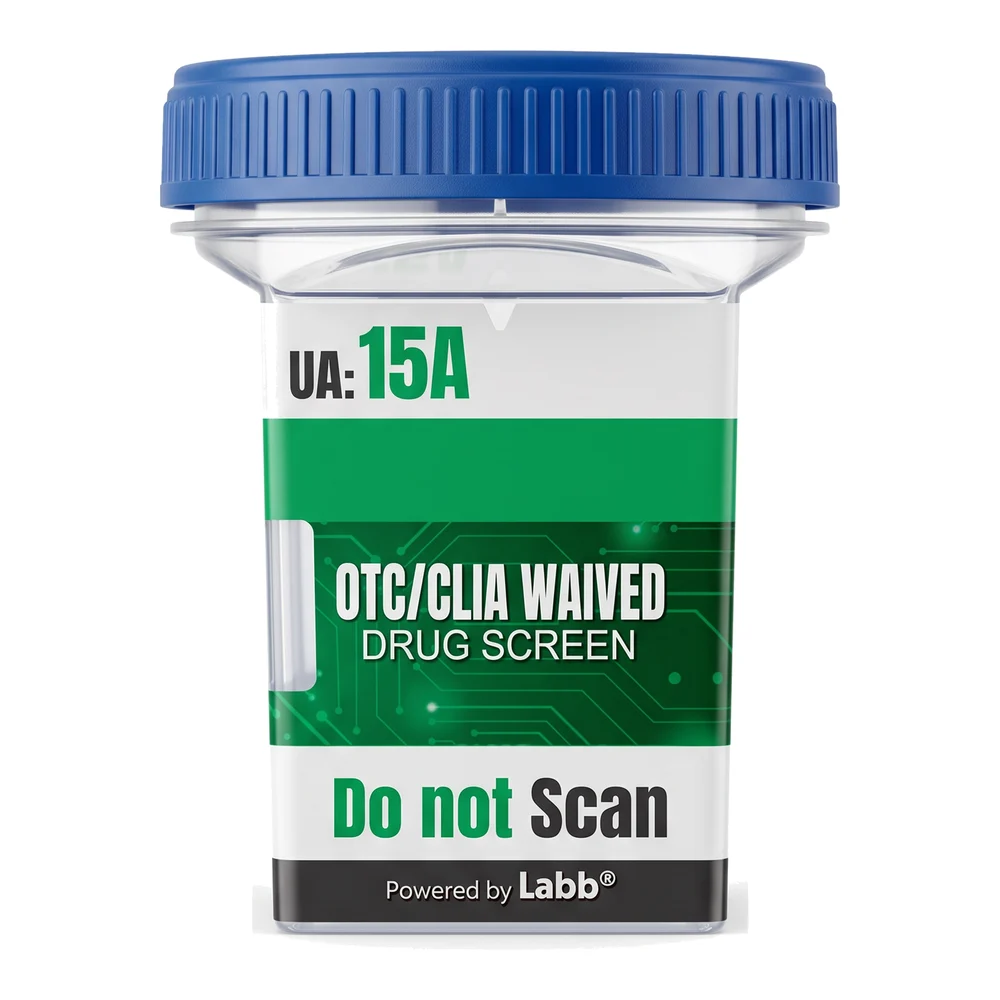 UA: 15A
OTC/CLIA WAIVED
DRUG SCREEN
Do not Scan
Powered by Labb®